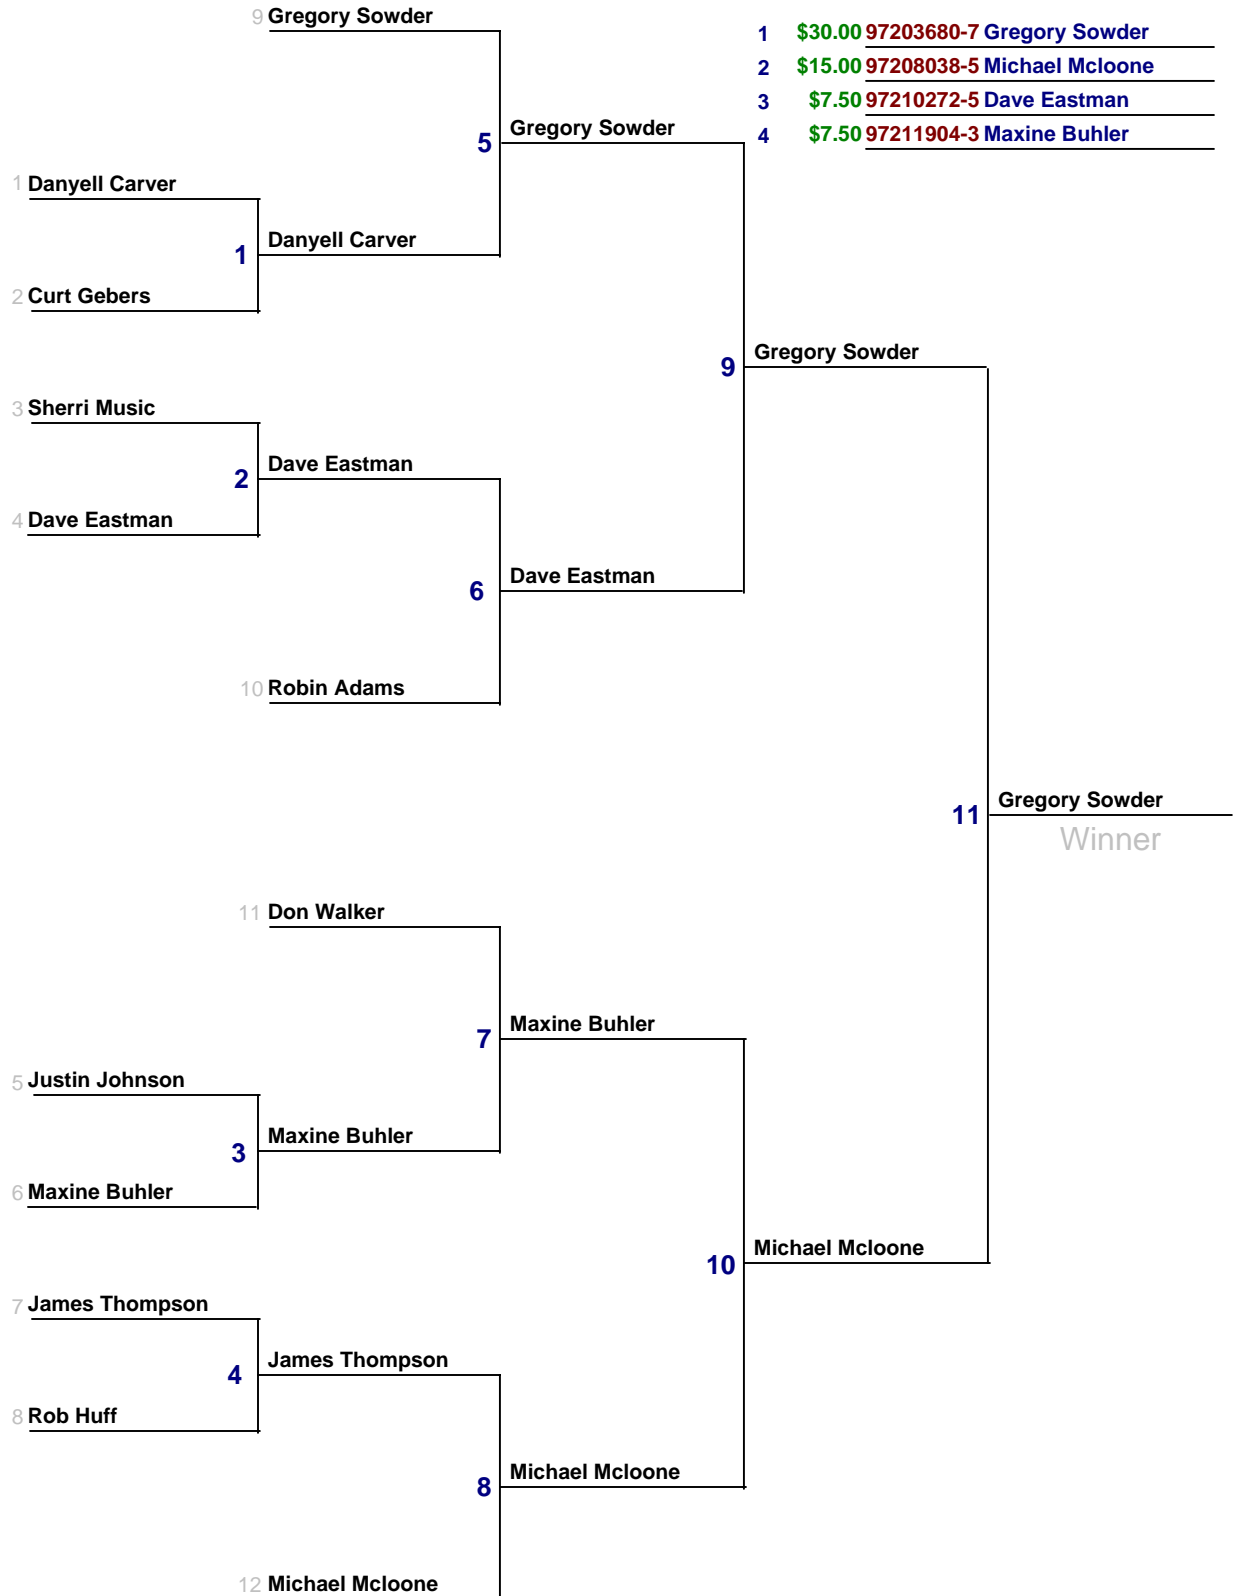 9 Gregory Sowder
1 $30.00 97203680-7 Gregory Sowder
2 $15.00 97208038-5 Michael Mcloone
3 $7.50 97210272-5 Dave Eastman
4 $7.50 97211904-3 Maxine Buhler
5 Gregory Sowder
1 Danyell Carver
1 Danyell Carver
2 Curt Gebers
9 Gregory Sowder
3 Sherri Music
2 Dave Eastman
4 Dave Eastman
6 Dave Eastman
10 Robin Adams
11 Gregory Sowder
Winner
11 Don Walker
7 Maxine Buhler
5 Justin Johnson
3 Maxine Buhler
6 Maxine Buhler
10 Michael Mcloone
7 James Thompson
4 James Thompson
8 Rob Huff
8 Michael Mcloone
12 Michael Mcloone